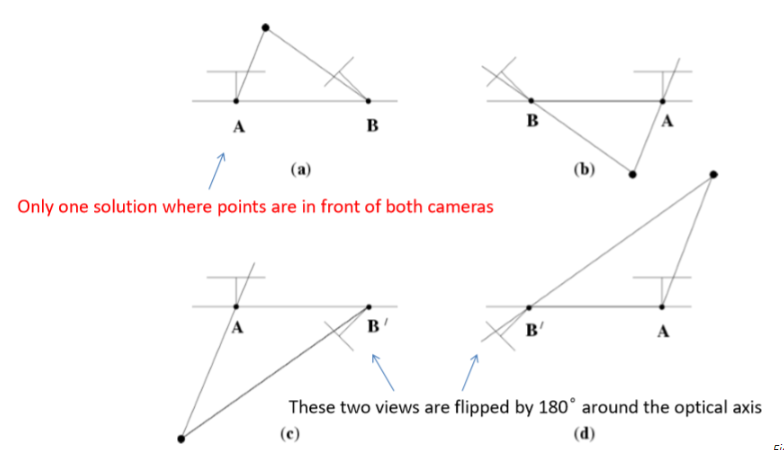 A
B
B
A
(a)
(b)
Only one solution where points are in front of both cameras
A
B'
B'
A
These two views are flipped by 180° around the optical axis
(c)
(d)